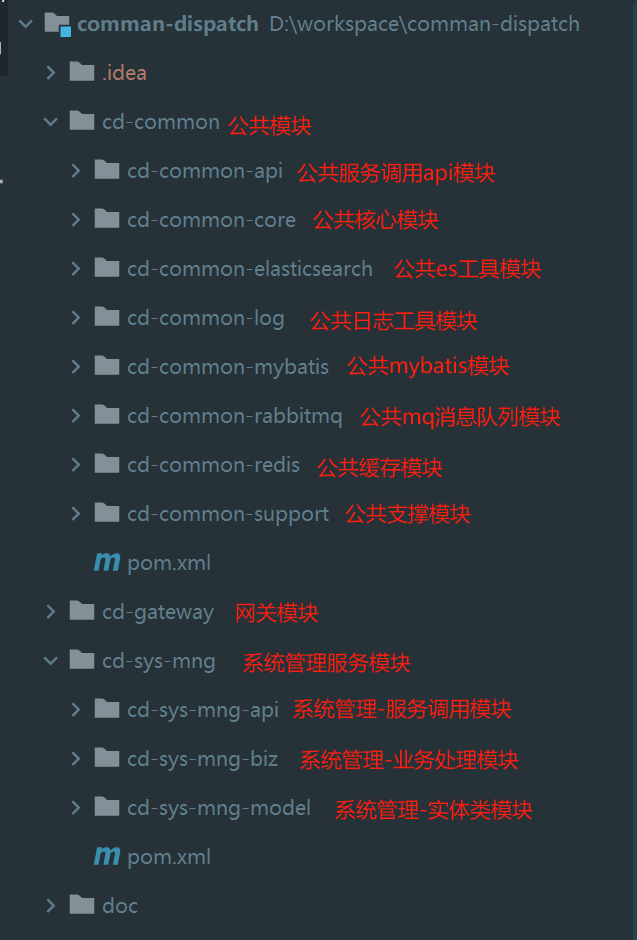 comman-dispatch D:\workspace\comman-dispatch
.idea
cd-common 公共模块
cd-common-api 公共服务调用api模块
cd-common-core 公共核心模块
cd-common-elasticsearch 公共es工具模块
cd-common-log 公共日志工具模块
cd-common-mybatis 公共mybatis模块
cd-common-rabbitmq 公共mq消息队列模块
cd-common-redis 公共缓存模块
cd-common-support 公共支撑模块
m pom.xml
cd-gateway 网关模块
cd-sys-mng 系统管理服务模块
cd-sys-mng-api 系统管理-服务调用模块
cd-sys-mng-biz 系统管理-业务处理模块
cd-sys-mng-model 系统管理-实体类模块
m pom.xml
doc